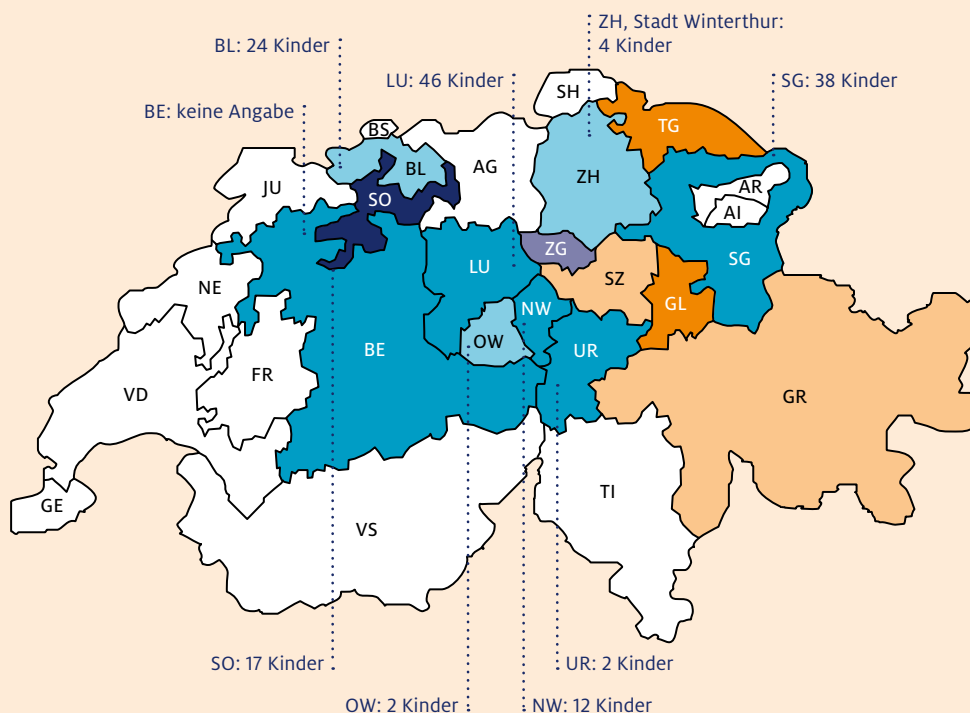 ZH, Stadt Winterthur:
4 Kinder
BL: 24 Kinder
LU: 46 Kinder
SG: 38 Kinder
BE: keine Angabe
SH
TG
BS
BL
AG
ZH
JU
SO
AR
AI
ZG
LU
SZ
SG
NE
NW
GL
OW
BE
UR
FR
VD
GR
GE
VS
TI
SO: 17 Kinder
UR: 2 Kinder
OW: 2 Kinder
NW: 12 Kinder